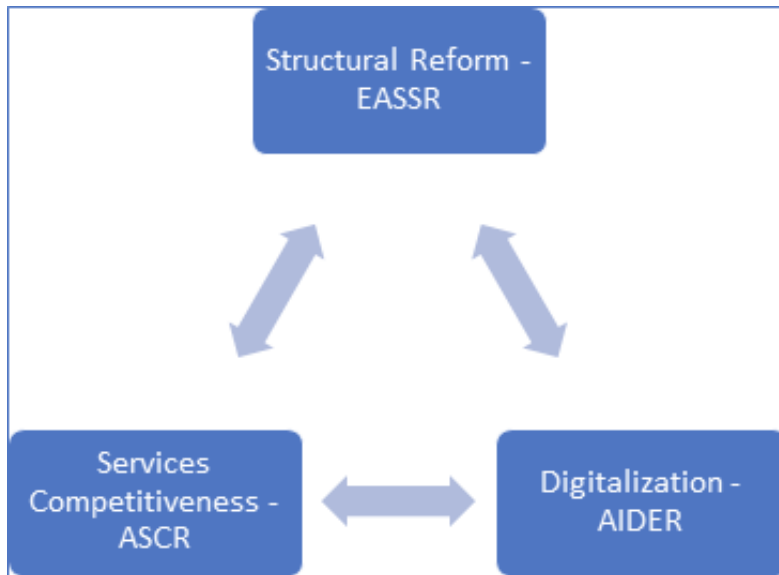 Structural Reform -
EASSR
Services
Competitiveness -
ASCR
Digitalization -
AIDER